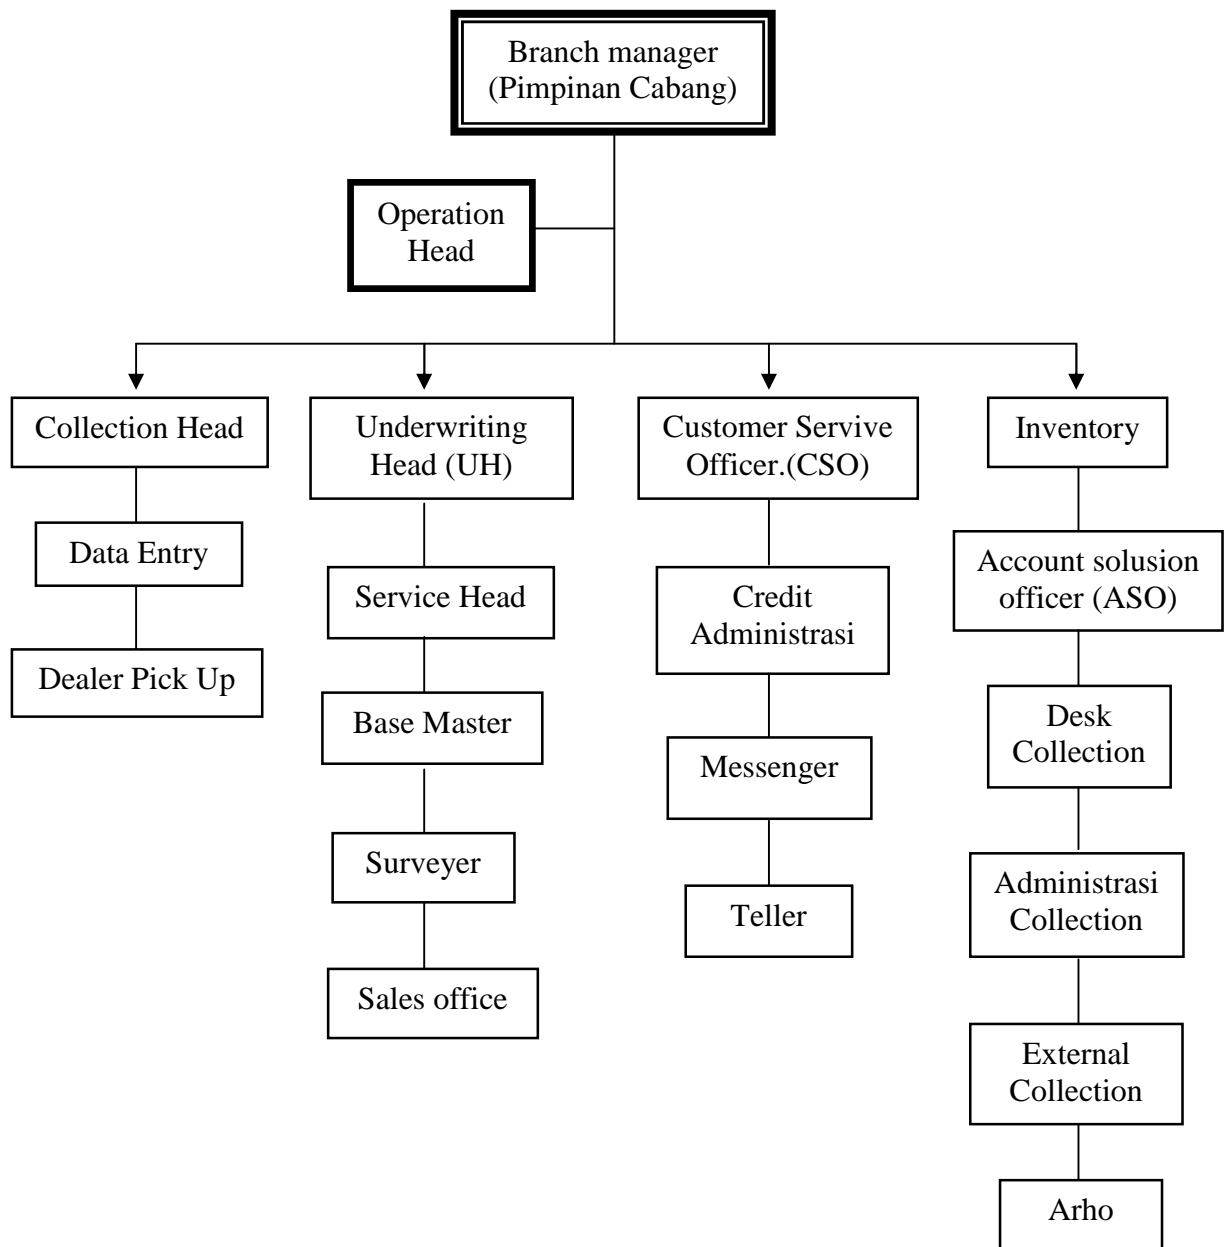 Branch manager
(Pimpinan Cabang)
Operation
Head
Collection Head
Underwriting
Head (UH)
Customer Servive
Officer.(CSO)
Inventory
Data Entry
Account solusion
officer (ASO)
Service Head
Credit
Administrasi
Dealer Pick Up
Base Master
Desk
Collection
Messenger
Surveyer
Administrasi
Collection
Teller
Sales office
External
Collection
Arho